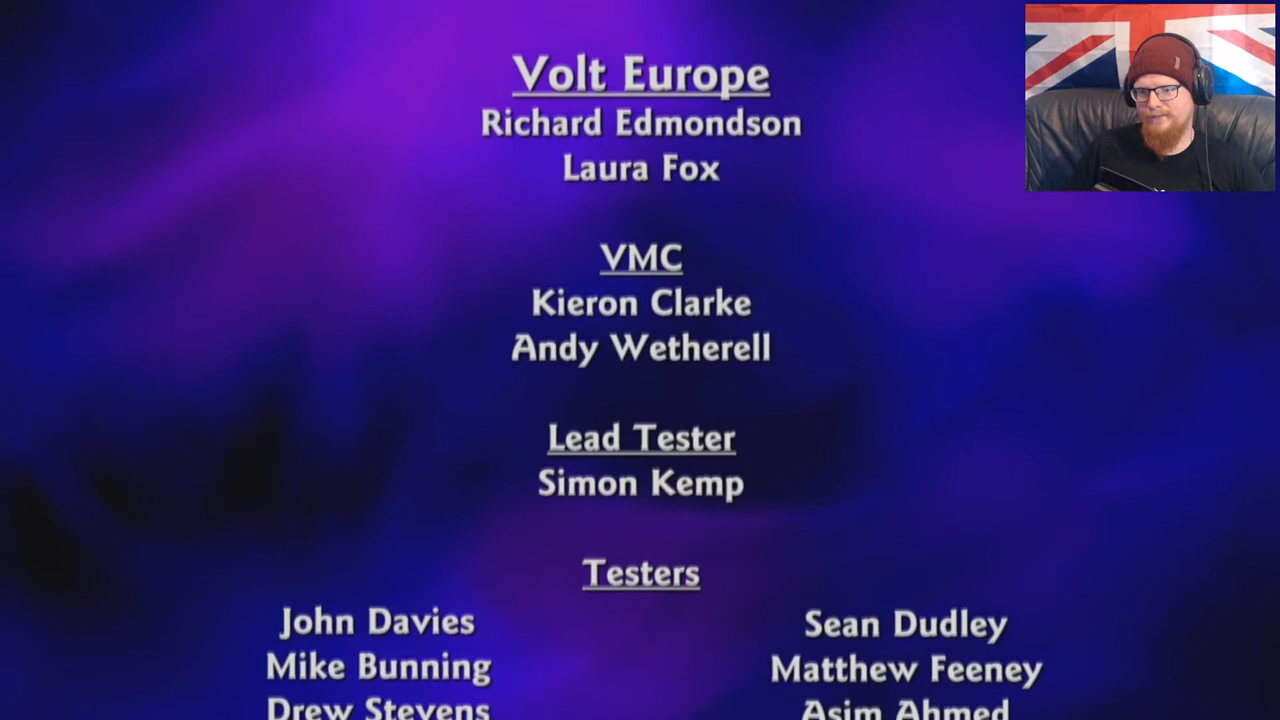 Volt Europe
Richard Edmondson
Laura Fox
VMC
Kieron Clarke
Andy Wetherell
Lead Tester
Simon Kemp
Testers
John Davies
Sean Dudley
Mike Bunning
Matthew Feeney
Drew Stevens
Asim Ahmed